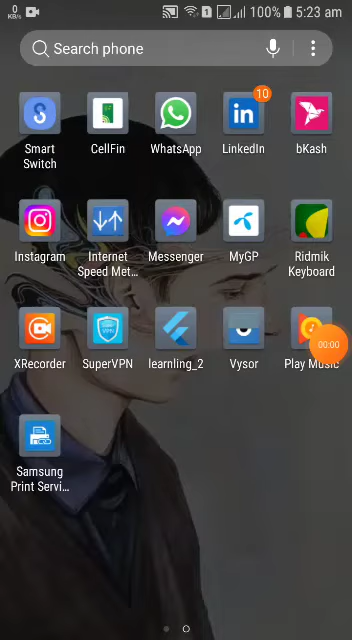 0
KB/s
1
100%
5:23 am
Search phone
10
Smart
Switch
CellFin
WhatsApp
LinkedIn
bKash
Instagram
Internet
Speed Met...
Messenger
MyGP
Ridmik
Keyboard
XRecorder
SuperVPN
learnling_2
Vysor
Play Music
00:00
Samsung
Print Servi...